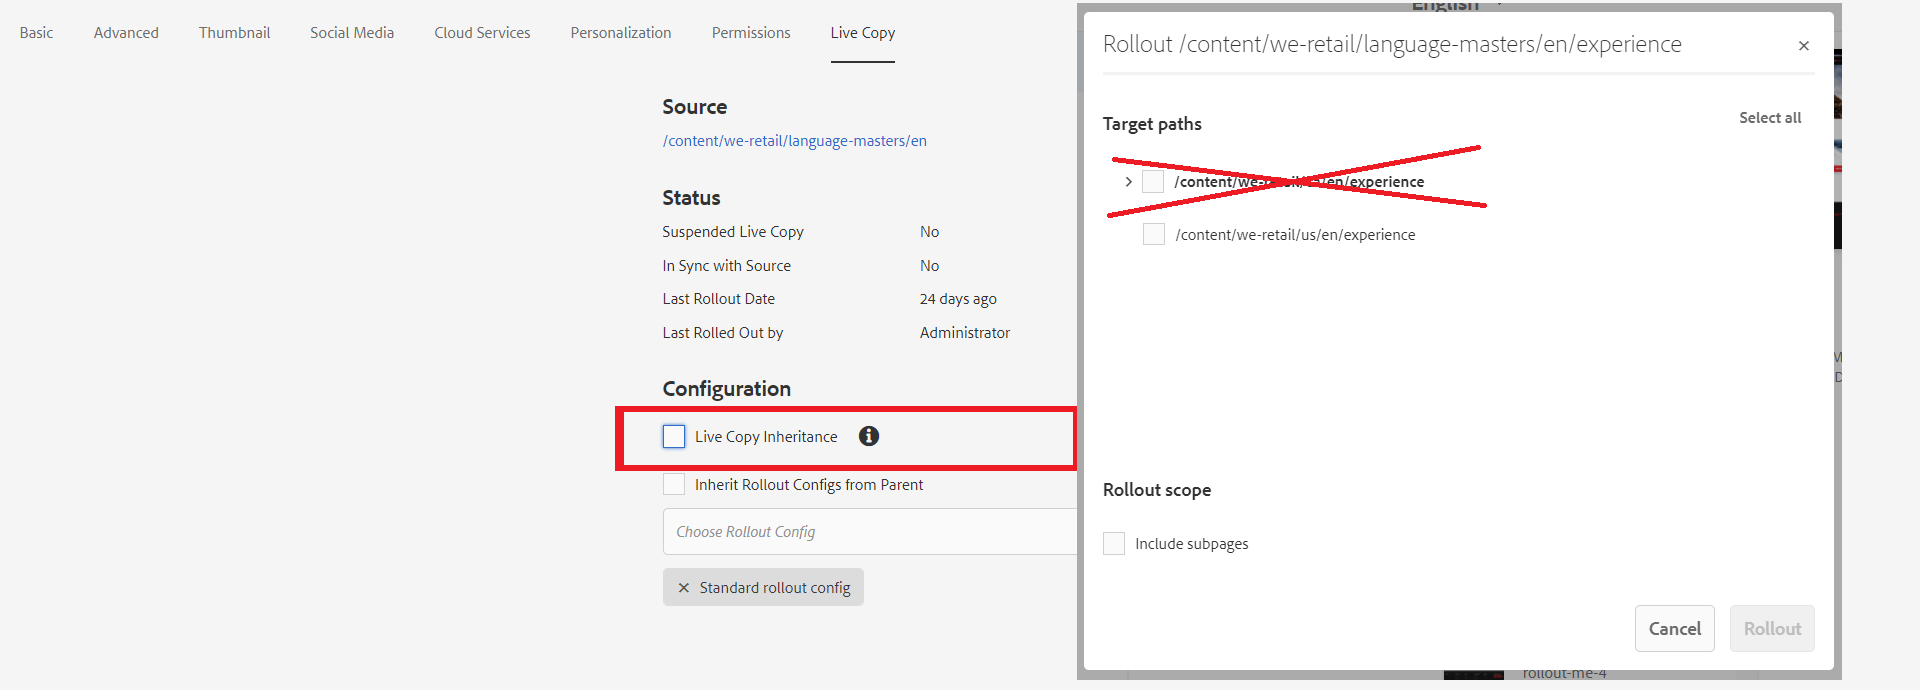 Basic Advanced Thumbnail Social Media Cloud Services Personalization Permissions Live Copy
Source
/content/we-retail/language-masters/en
Status
Suspended Live Copy No
In Sync with Source No
Last Rollout Date 24 days ago
Last Rolled Out by Administrator
Configuration
Live Copy Inheritance
Inherit Rollout Configs from Parent
Choose Rollout Config
Standard rollout config
English
Rollout /content/we-retail/language-masters/en/experience
Target paths
Select all
/content/we-retail/ca/en/experience
/content/we-retail/us/en/experience
Rollout scope
Include subpages
Cancel Rollout
rollout-me-4